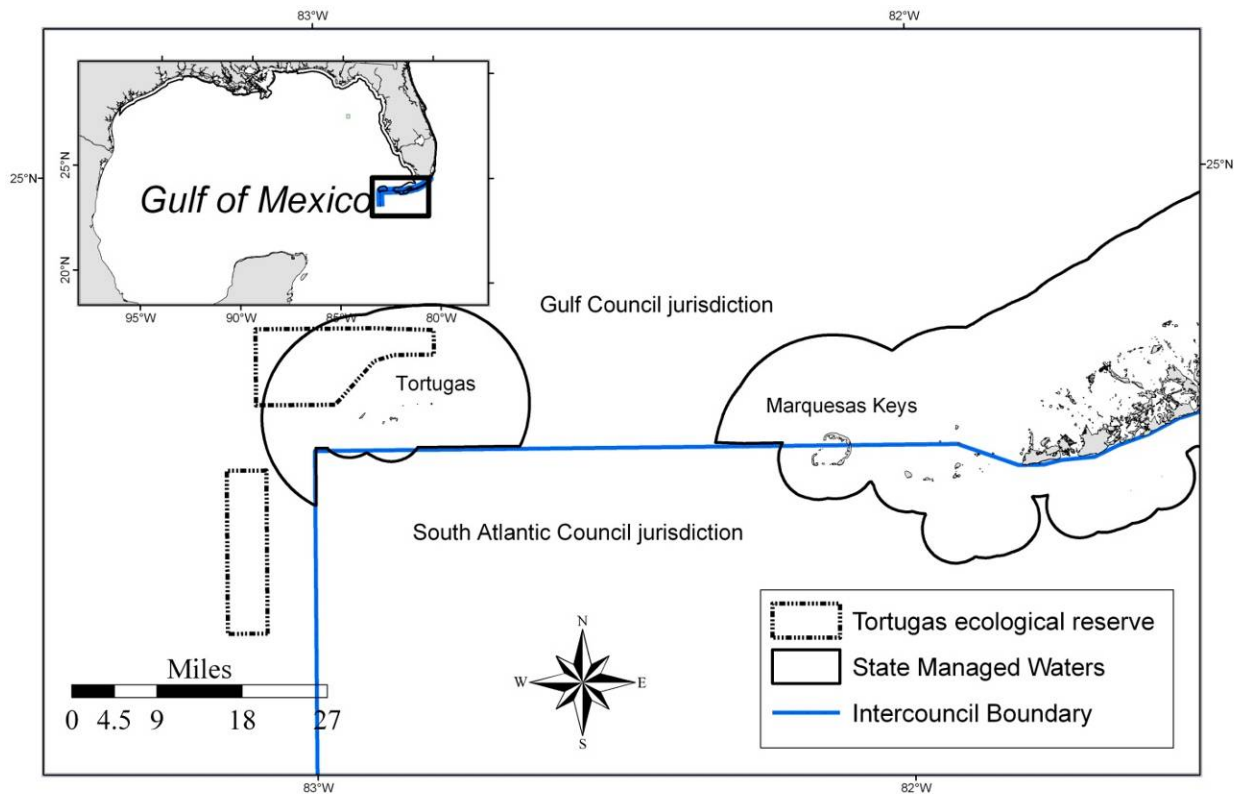 83°W
82°W
25°N
25°N
25°N
Gulf of Mexico
20°N
95°W
90°W
85°W
80°W
Gulf Council jurisdiction
Tortugas
Marquesas Keys
South Atlantic Council jurisdiction
Tortugas ecological reserve
State Managed Waters
Intercouncil Boundary
N
W
E
S
Miles
0 4.5 9 18 27
83°W
82°W